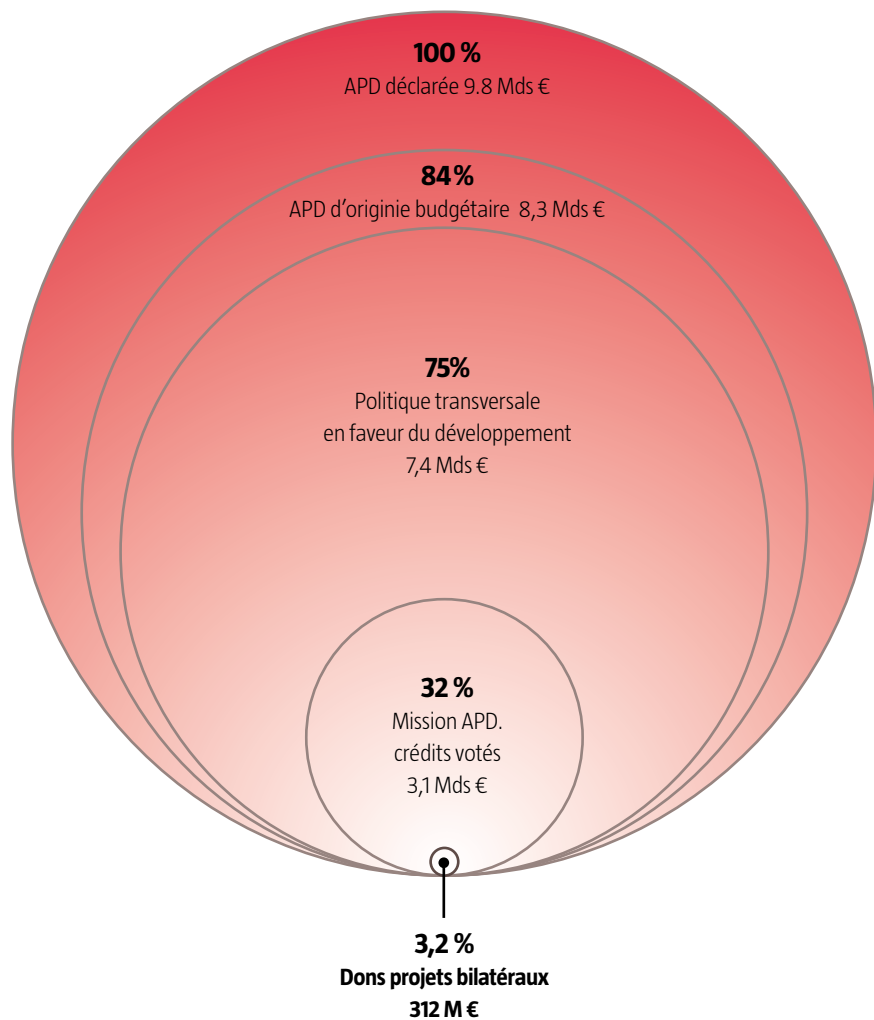 100 %
APD déclarée 9.8 Mds €
84%
APD d'originie budgétaire 8,3 Mds €
75%
Politique transversale
en faveur du développement
7,4 Mds €
32 %
Mission APD.
crédits votés
3,1 Mds €
3,2 %
Dons projets bilatéraux
312 M €